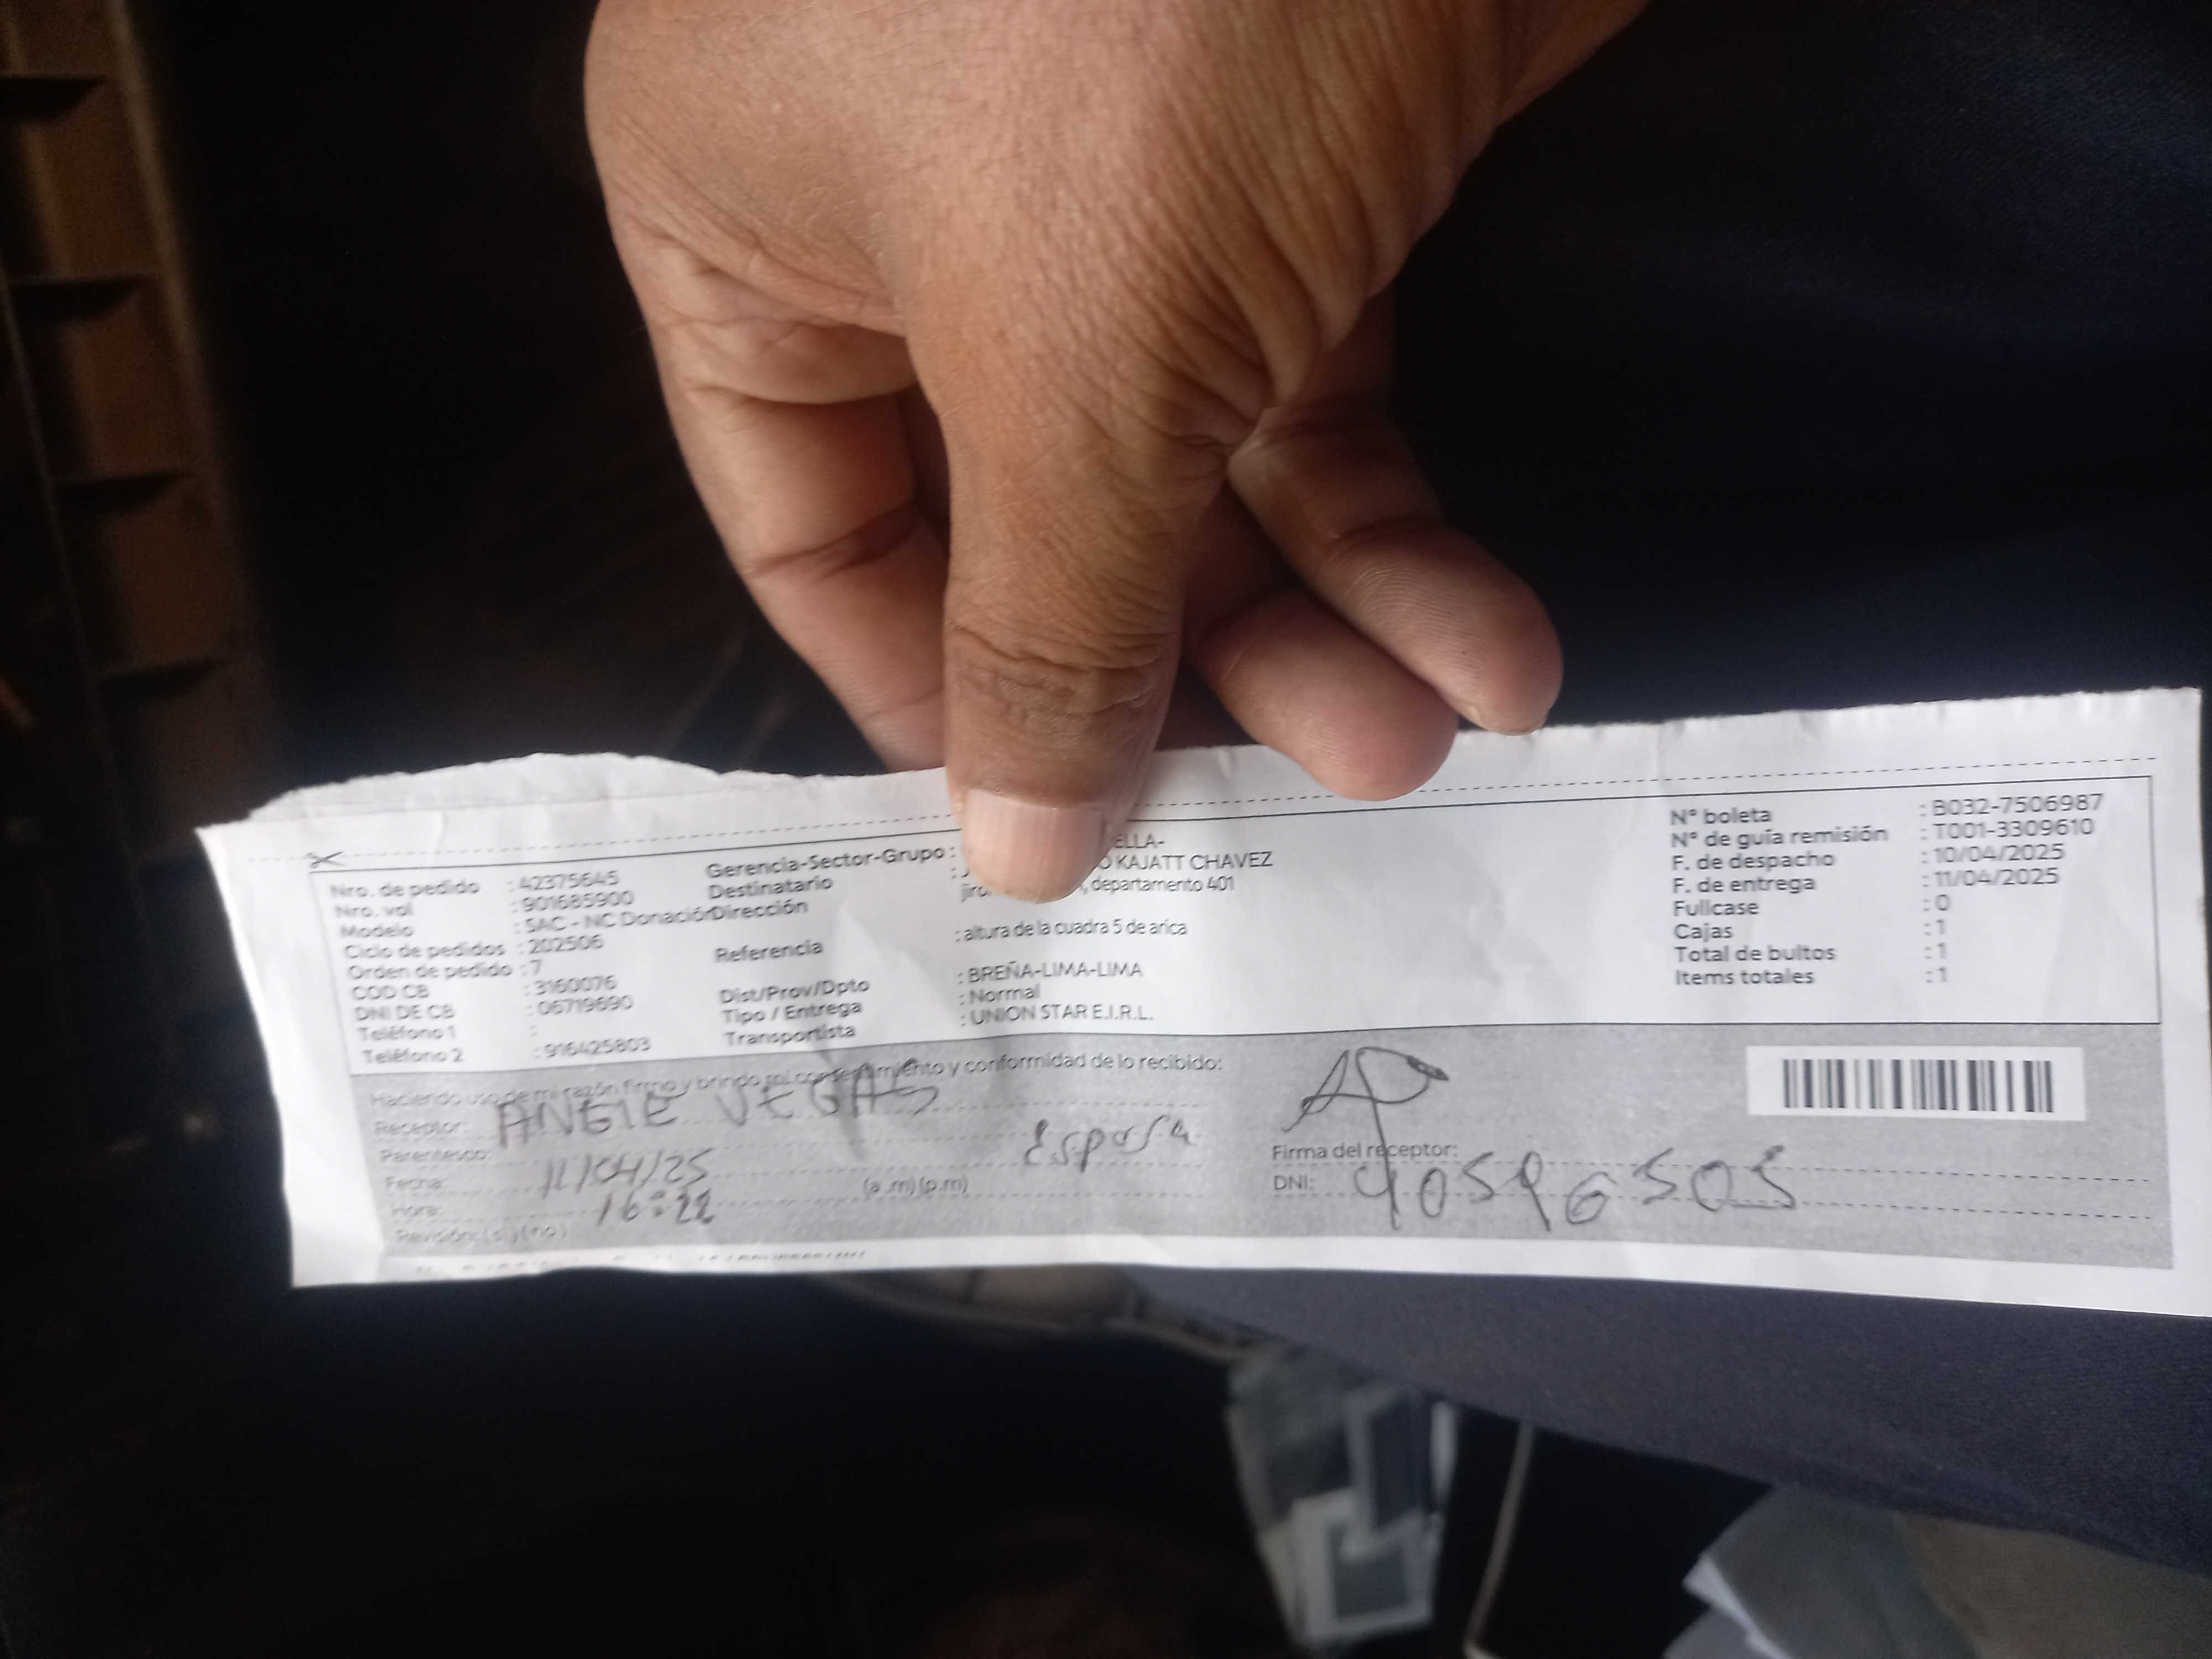 Nro. de pedido : 42375645
Nro. vol : 901685900
Modelo : SAC - NC Donación
Ciclo de pedidos : 202506
Orden de pedido : 7
COD CB : 3160076
DNI DE CB : 06719690
Teléfono 1 :
Teléfono 2 : 916425803
Gerencia-Sector-Grupo : ELLA-
Destinatario : KAJATT CHAVEZ
Dirección , departamento 401
Referencia : altura de la cuadra 5 de arica
Dist/Prov/Dpto : BREÑA-LIMA-LIMA
Tipo / Entrega : Normal
Transportista : UNION STAR E.I.R.L.
N° boleta : B032-7506987
N° de guía remisión : T001-3309610
F. de despacho : 10/04/2025
F. de entrega : 11/04/2025
Fullcase : 0
Cajas : 1
Total de bultos : 1
Items totales : 1
Haciendo uso de mi razón firmo y brindo mi consentimiento y conformidad de lo recibido:
Receptor: ANGIE VEGAS
Parentesco: Esposa
Fecha: 11/04/25
Hora: 16:22 (a .m) (p.m)
Revisión: (si) (no)
Firma del receptor:
DNI: 40596505